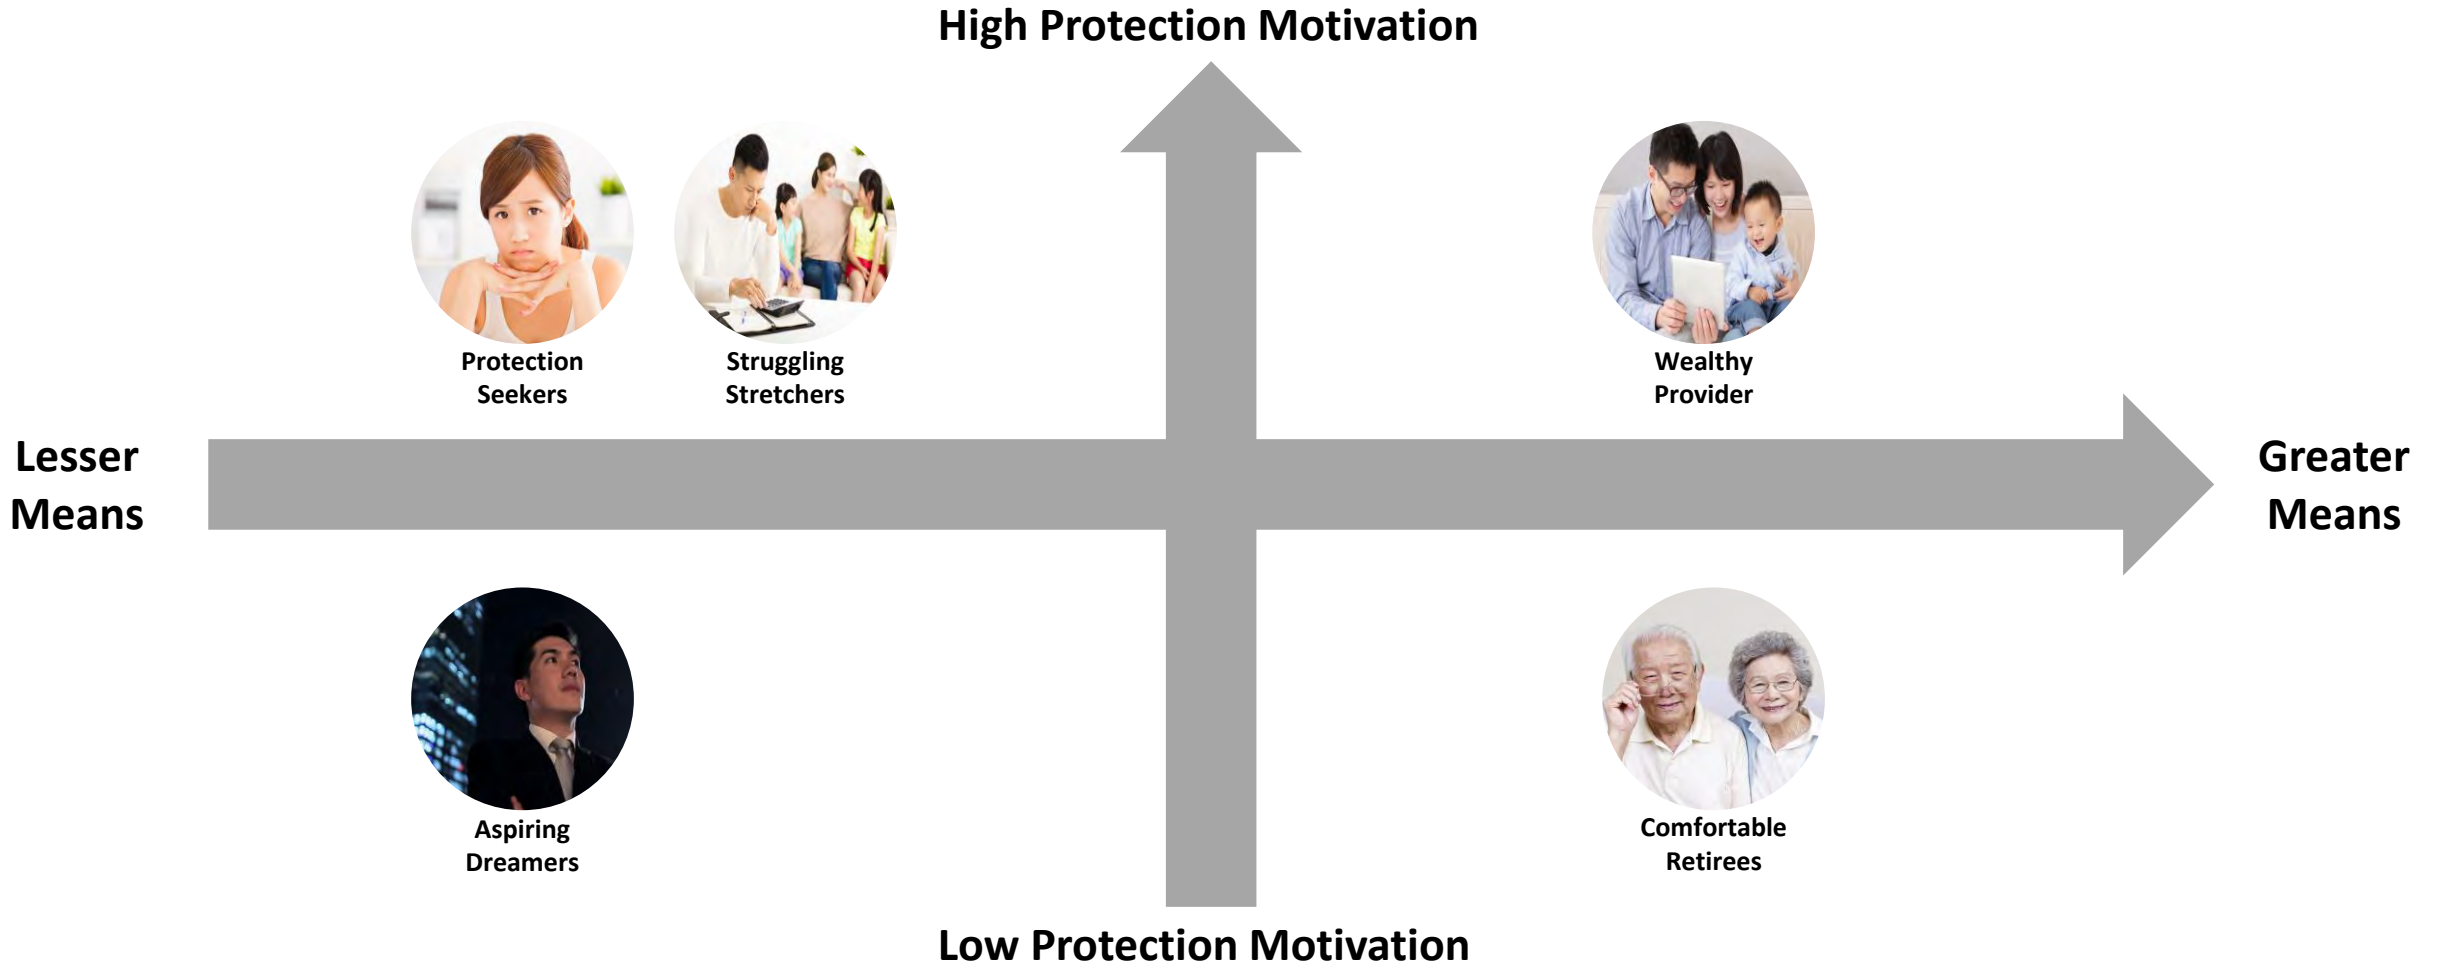 High Protection Motivation
Protection
Seekers
Struggling
Stretchers
Wealthy
Provider
Lesser
Means
Greater
Means
Aspiring
Dreamers
Comfortable
Retirees
Low Protection Motivation